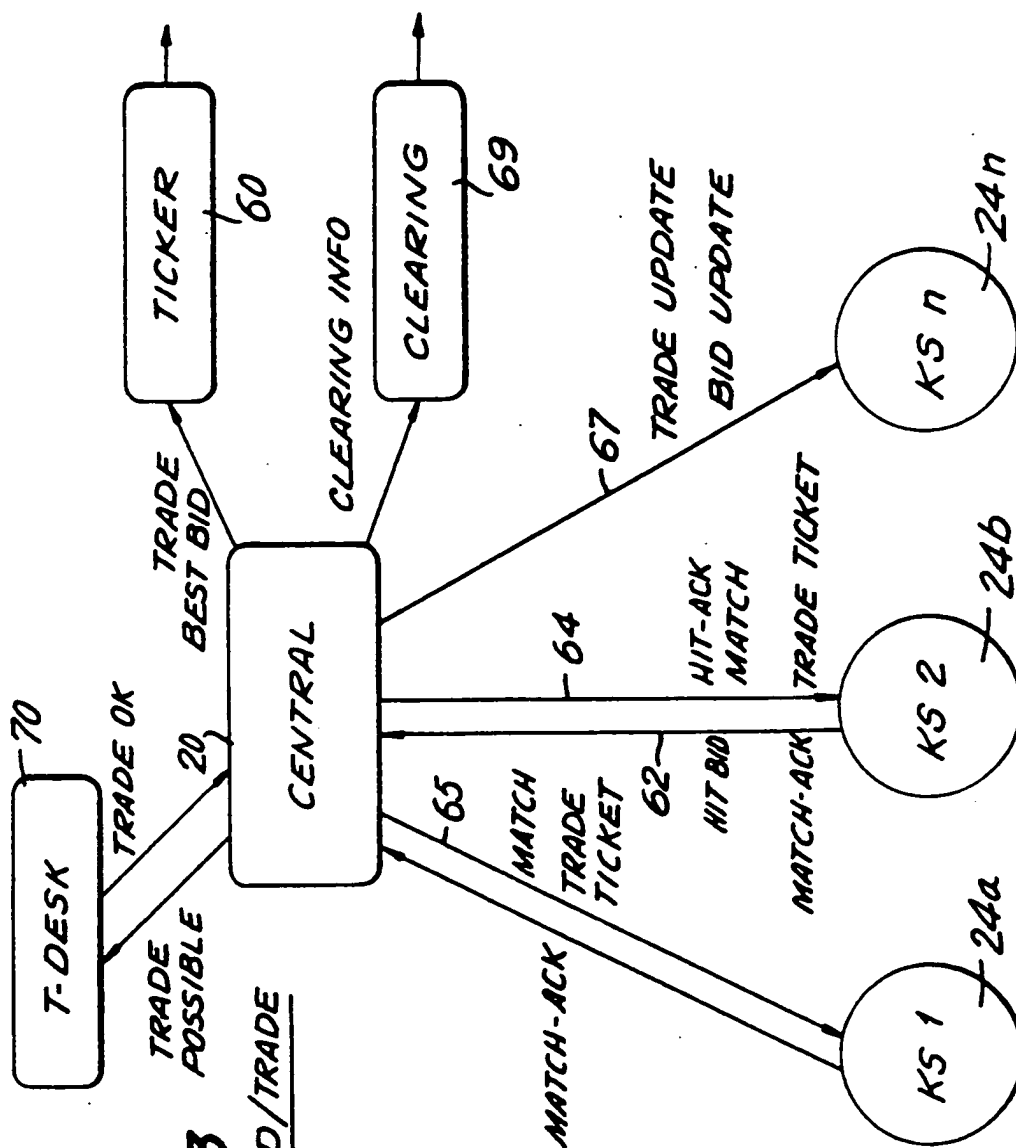 T-DESK
70
TRADE OK
TRADE
POSSIBLE
20
CENTRAL
TRADE
BEST BID
TICKER
60
CLEARING INFO
CLEARING
69
3
D/TRADE
MATCH-ACK
65
MATCH
TRADE
TICKET
62
HIT BID
MATCH-ACK
64
HIT-ACK
MATCH
TRADE TICKET
67
TRADE UPDATE
BID UPDATE
KS 1
24a
KS 2
24b
KS n
24n